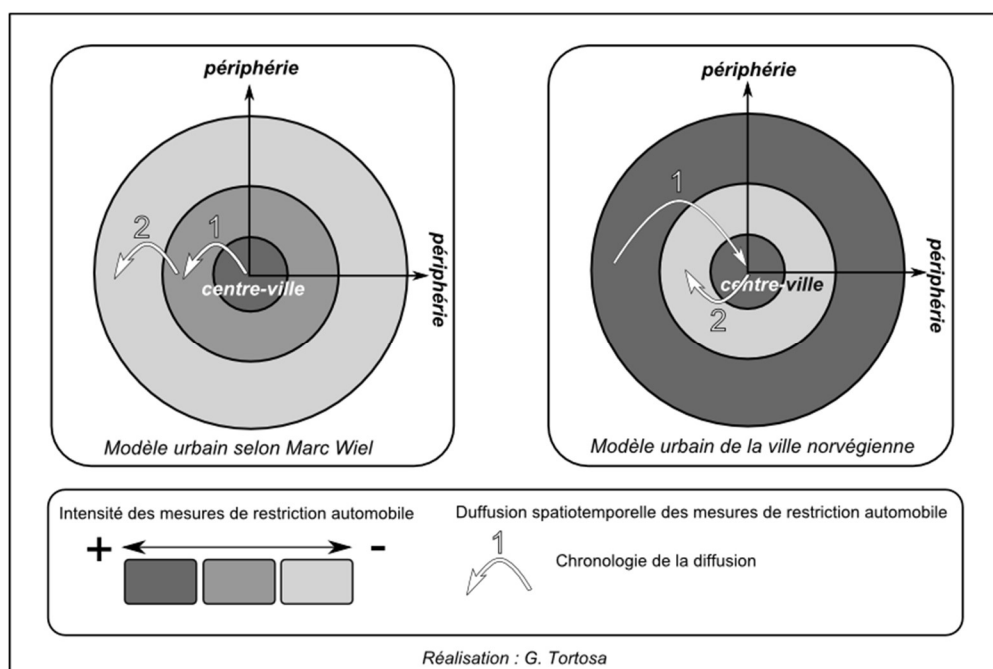 périphérie
2
1
centre-ville
périphérie
Modèle urbain selon Marc Wiel
périphérie
1
centre-ville
2
périphérie
Modèle urbain de la ville norvégienne
Intensité des mesures de restriction automobile
+
-
Duffusion spatiotemporelle des mesures de restriction automobile
1
Chronologie de la diffusion
Réalisation : G. Tortosa